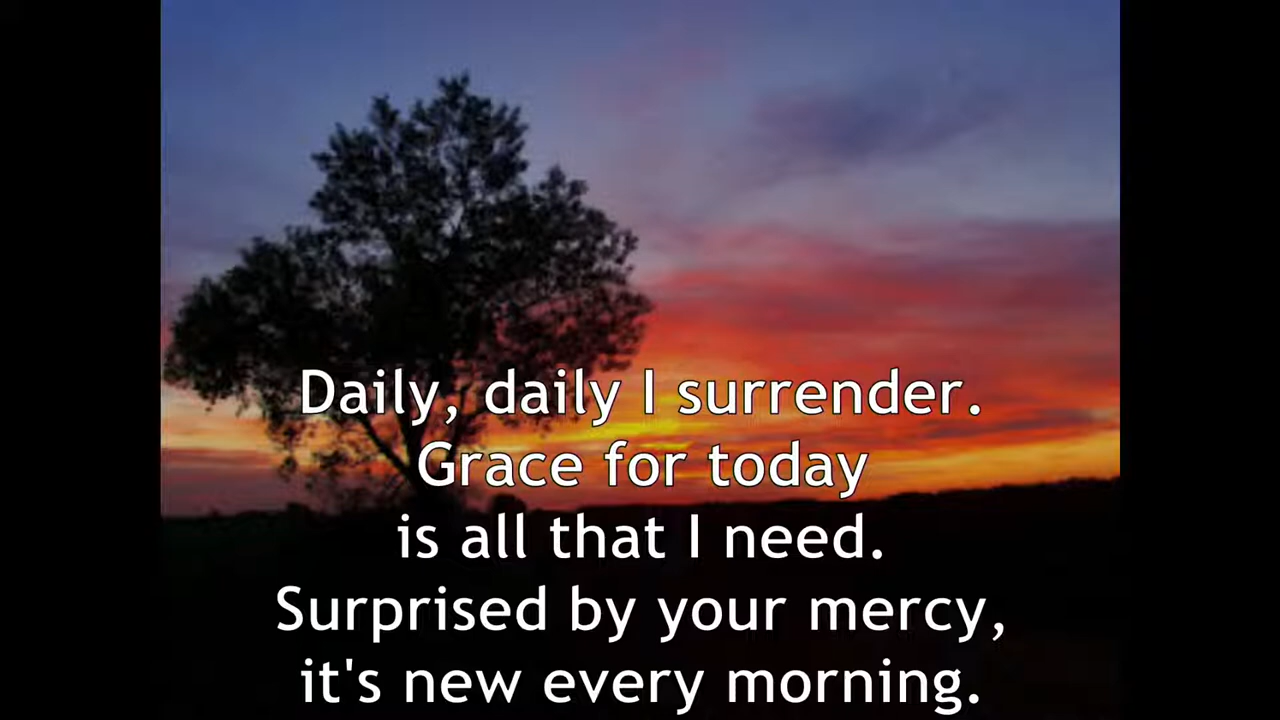 Daily, daily I surrender.
Grace for today
is all that I need.
Surprised by your mercy,
it's new every morning.